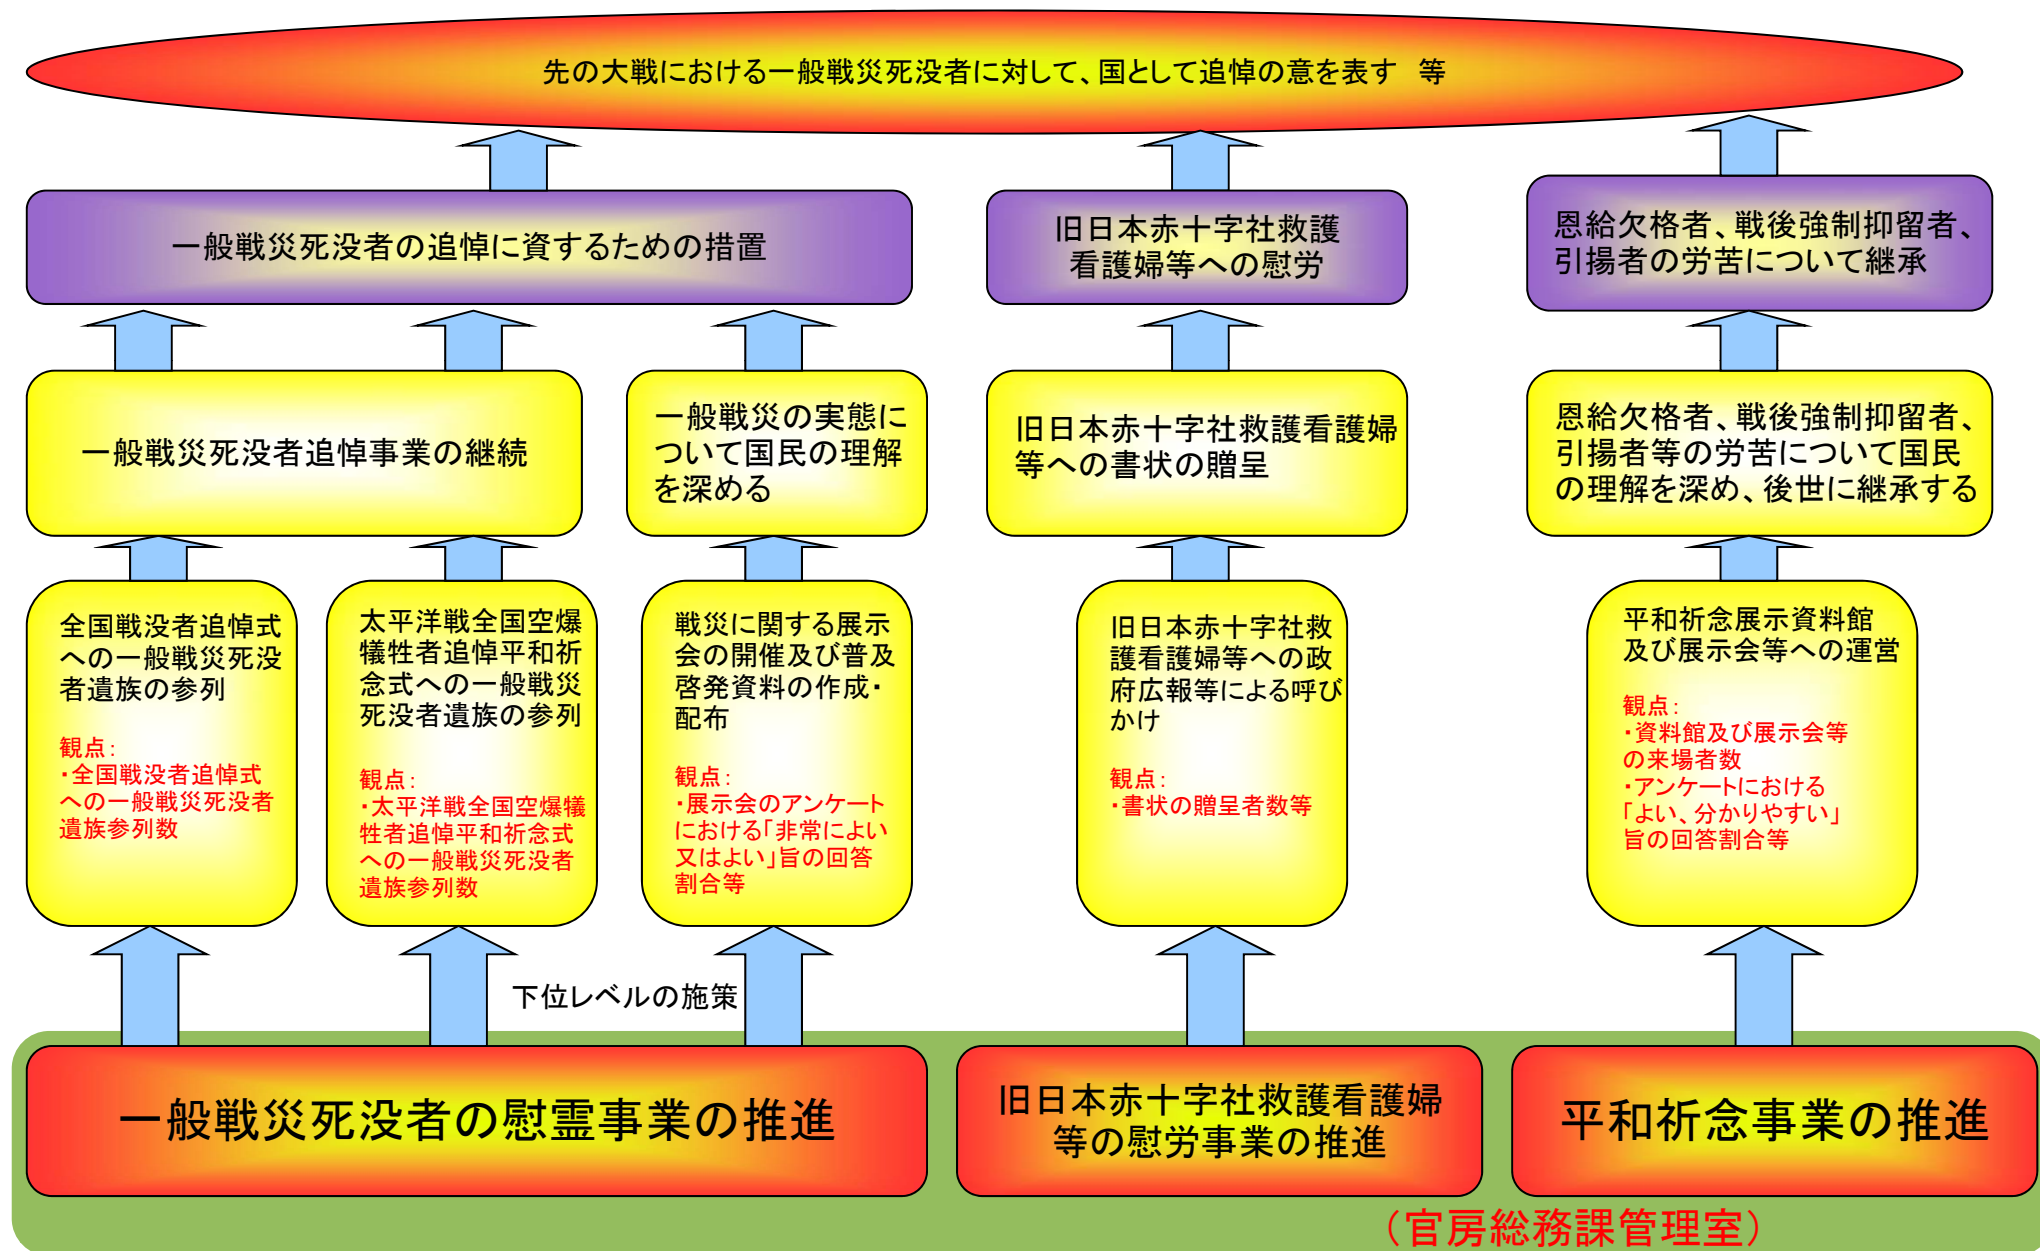 先の大戦における一般戦災死没者に対して、国として追悼の意を表す　等
一般戦災死没者の追悼に資するための措置
旧日本赤十字社救護
看護婦等への慰労
恩給欠格者、戦後強制抑留者、
引揚者の労苦について継承
一般戦災死没者追悼事業の継続
一般戦災の実態に
ついて国民の理解
を深める
旧日本赤十字社救護看護婦
等への書状の贈呈
恩給欠格者、戦後強制抑留者、
引揚者等の労苦について国民
の理解を深め、後世に継承する
全国戦没者追悼式
への一般戦災死没
者遺族の参列
観点：
・全国戦没者追悼式
への一般戦災死没者
遺族参列数
太平洋戦全国空爆
犠牲者追悼平和祈
念式への一般戦災
死没者遺族の参列
観点：
・太平洋戦全国空爆犠
牲者追悼平和祈念式
への一般戦災死没者
遺族参列数
戦災に関する展示
会の開催及び普及
啓発資料の作成・
配布
観点：
・展示会のアンケート
における「非常によい
又はよい」旨の回答
割合等
旧日本赤十字社救
護看護婦等への政
府広報等による呼び
かけ
観点：
・書状の贈呈者数等
平和祈念展示資料館
及び展示会等への運営
観点：
・資料館及び展示会等
の来場者数
・アンケートにおける
「よい、分かりやすい」
旨の回答割合等
下位レベルの施策
一般戦災死没者の慰霊事業の推進
旧日本赤十字社救護看護婦
等の慰労事業の推進
平和祈念事業の推進
（官房総務課管理室）